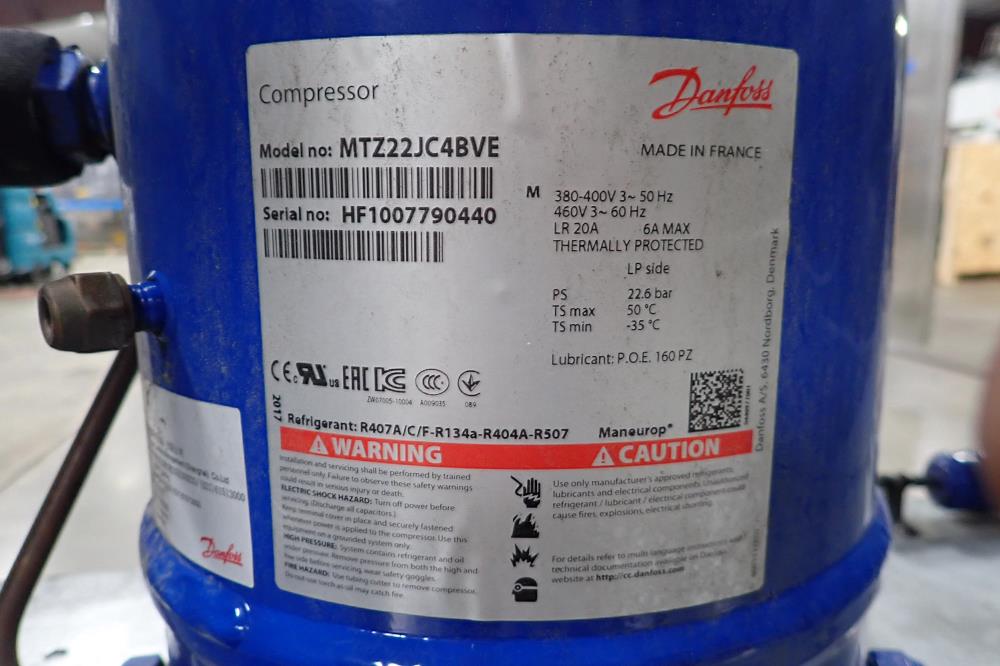 Compressor
Danfoss
Model no: MTZ22JC4BVE
MADE IN FRANCE
Serial no: HF1007790440
M 380-400V 3~ 50 Hz
460V 3~ 60 Hz
LR 20A 6A MAX
THERMALLY PROTECTED
LP side
PS 22.6 bar
TS max 50 °C
TS min -35 °C
Lubricant: P.O.E. 160 PZ
CE c RU us EAC KC CCC
ZW07005-10004 A009035 089
2017
Refrigerant: R407A/C/F-R134a-R404A-R507
Maneurop®
Danfoss A/S, 6430 Nordborg, Denmark
WARNING
Installation and servicing shall be performed by trained
personnel only. Failure to observe these safety warnings
could result in serious injury or death.
ELECTRIC SHOCK HAZARD: Turn off power before
servicing. (Discharge all capacitors.)
Keep terminal cover in place and securely fastened
whenever power is applied to the compressor. Use this
equipment on a grounded system only.
HIGH PRESSURE: System contains refrigerant and oil
under pressure. Remove pressure from both the high and
low side before servicing, wear safety goggles.
FIRE HAZARD: Use tubing cutter to remove compressor.
Do not use torch as oil may catch fire.
CAUTION
Use only manufacturer's approved refrigerants,
lubricants and electrical components. Unauthorized
refrigerant / lubricant / electrical component could
cause fires, explosions, electrical shorting.
For details refer to multi language instructions and
technical documentation available on Danfoss
website at http://cc.danfoss.com
Danfoss